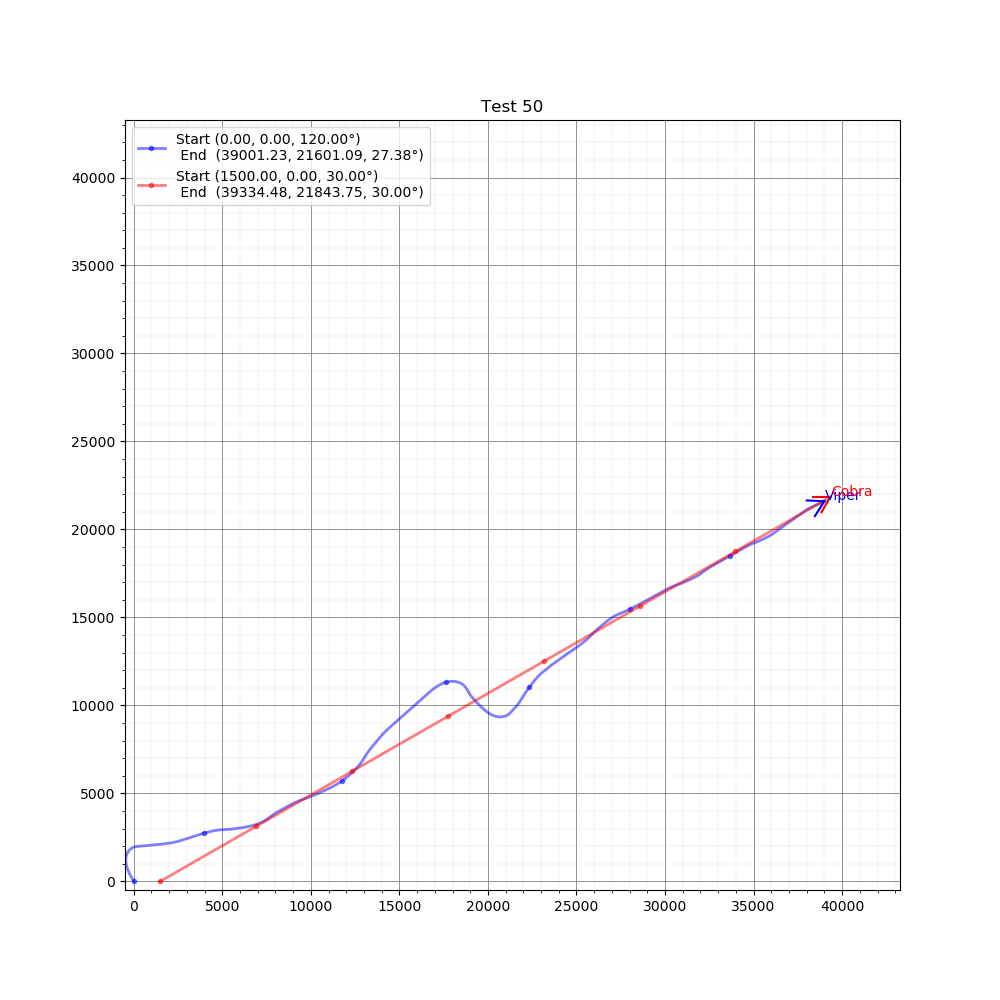 Test 50
Start (0.00, 0.00, 120.00°)
End  (39001.23, 21601.09, 27.38°)
Start (1500.00, 0.00, 30.00°)
End  (39334.48, 21843.75, 30.00°)
40000
35000
30000
25000
20000
15000
10000
5000
0
Cobra
Viper
0 5000 10000 15000 20000 25000 30000 35000 40000